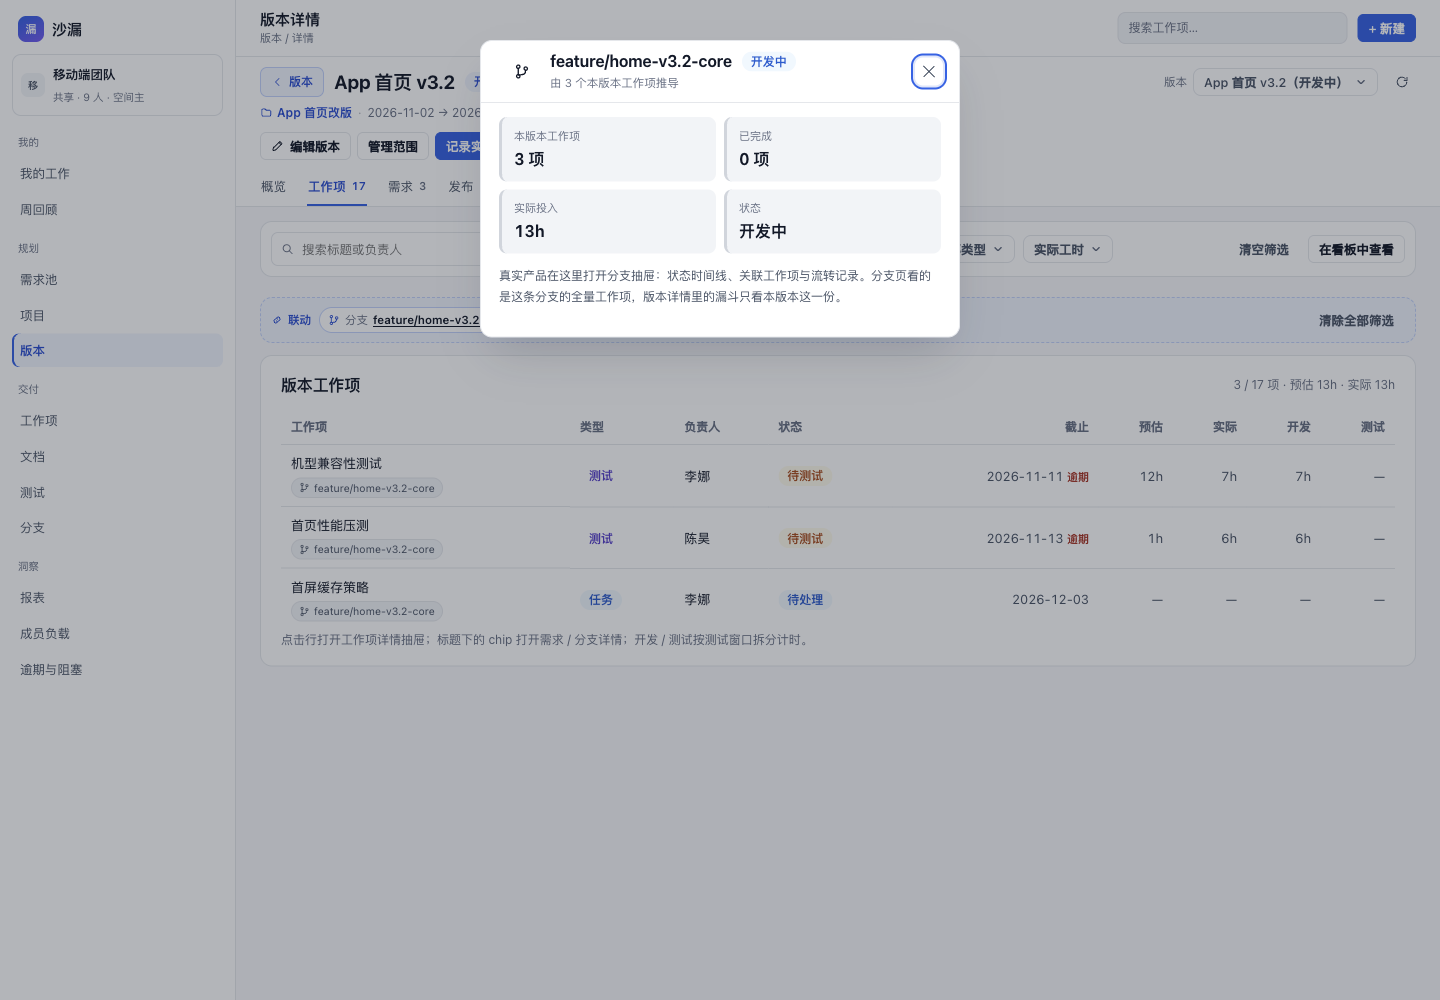 漏 沙漏
移 移动端团队
共享 · 9 人 · 空间主
我的
我的工作
周回顾
规划
需求池
项目
版本
交付
工作项
文档
测试
分支
洞察
报表
成员负载
逾期与阻塞
版本详情
版本 / 详情
搜索工作项...
+ 新建
版本
App 首页 v3.2
版本 App 首页 v3.2（开发中）
App 首页改版 · 2026-11-02 → 2026
编辑版本 管理范围
概览 工作项 17 需求 3 发布
搜索标题或负责人 类型 实际工时 清空筛选 在看板中查看
联动 分支 feature/home-v3.2 清除全部筛选
feature/home-v3.2-core 开发中
由 3 个本版本工作项推导
本版本工作项
3 项
已完成
0 项
实际投入
13h
状态
开发中
真实产品在这里打开分支抽屉：状态时间线、关联工作项与流转记录。分支页看的
是这条分支的全量工作项，版本详情里的漏斗只看本版本这一份。
版本工作项
3 / 17 项 · 预估 13h · 实际 13h
工作项 类型 负责人 状态 截止 预估 实际 开发 测试
机型兼容性测试
feature/home-v3.2-core
测试 李娜 待测试 2026-11-11 逾期 12h 7h 7h —
首页性能压测
feature/home-v3.2-core
测试 陈昊 待测试 2026-11-13 逾期 1h 6h 6h —
首屏缓存策略
feature/home-v3.2-core
任务 李娜 待处理 2026-12-03 — — — —
点击行打开工作项详情抽屉；标题下的 chip 打开需求 / 分支详情；开发 / 测试按测试窗口拆分计时。